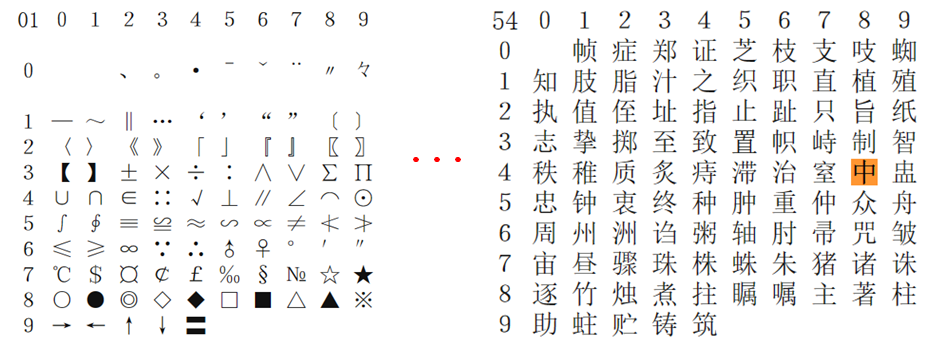 01 0 1 2 3 4 5 6 7 8 9
0 、 。 · ˉ ˇ ¨ 〃 々
1 — ～ ‖ … ‘ ’ “ ” 〔 〕
2 〈 〉 《 》 「 」 『 』 〖 〗
3 【 】 ± × ÷ ∶ ∧ ∨ ∑ ∏
4 ∪ ∩ ∈ ∷ √ ⊥ ∥ ∠ ⌒ ⊙
5 ∫ ∮ ≡ ≌ ≈ ∽ ∝ ≠ ≮ ≯
6 ≤ ≥ ∞ ∵ ∴ ♂ ♀ ° ′ ″
7 ℃ $ ¤ ¢ £ ‰ § № ☆ ★
8 ○ ● ◎ ◇ ◆ □ ■ △ ▲ ※
9 → ← ↑ ↓ 〓
...
54 0 1 2 3 4 5 6 7 8 9
0 帧 症 郑 证 芝 枝 支 吱 蜘
1 知 肢 脂 汁 之 织 职 直 植 殖
2 执 值 侄 址 指 止 趾 只 旨 纸
3 志 挚 掷 至 致 置 帜 峙 制 智
4 秩 稚 质 炙 痔 滞 治 窒 中 盅
5 忠 钟 衷 终 种 肿 重 仲 众 舟
6 周 州 洲 诌 粥 轴 肘 帚 咒 皱
7 宙 昼 骤 珠 株 蛛 朱 猪 诸 诛
8 逐 竹 烛 煮 拄 瞩 嘱 主 著 柱
9 助 蛀 贮 铸 筑